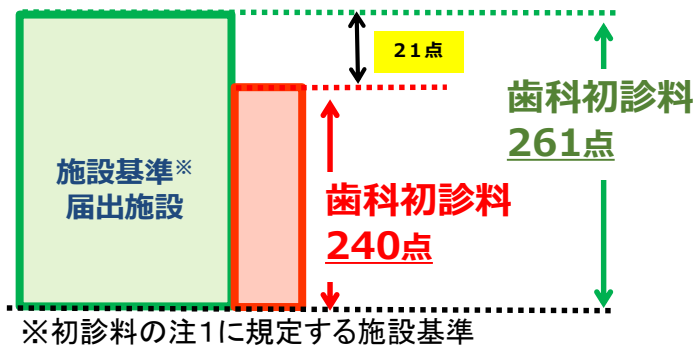 21点
歯科初診料
261点
施設基準※
届出施設
歯科初診料
240点
※初診料の注1に規定する施設基準